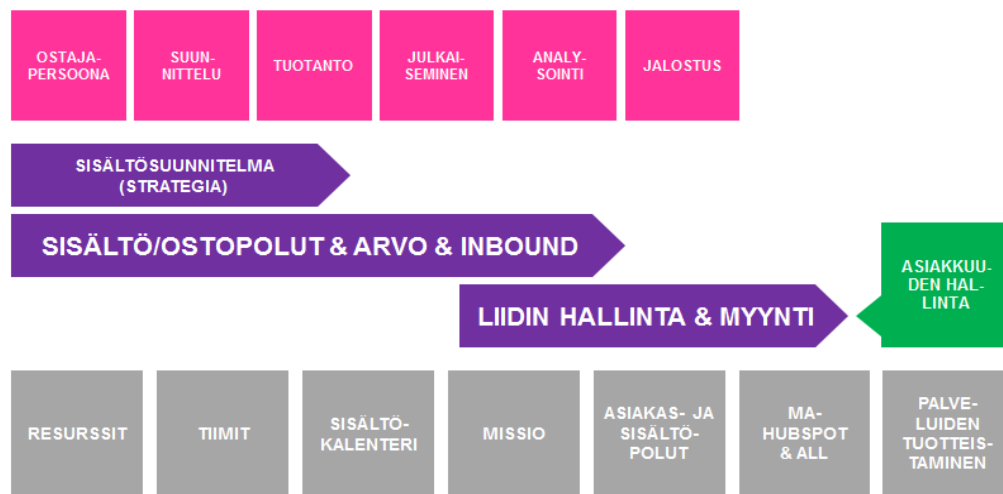 OSTAJA-
PERSOONA
SUUN-
NITTELU
TUOTANTO
JULKAI-
SEMINEN
ANALY-
SOINTI
JALOSTUS
SISÄLTÖSUUNNITELMA
(STRATEGIA)
SISÄLTÖ/OSTOPOLUT & ARVO & INBOUND
ASIAKKUU-
DEN HAL-
LINTA
LIIDIN HALLINTA & MYYNTI
RESURSSIT
TIIMIT
SISÄLTÖ-
KALENTERI
MISSIO
ASIAKAS- JA
SISÄLTÖ-
POLUT
MA-
HUBSPOT
& ALL
PALVE-
LUIDEN
TUOTTEIS-
TAMINEN